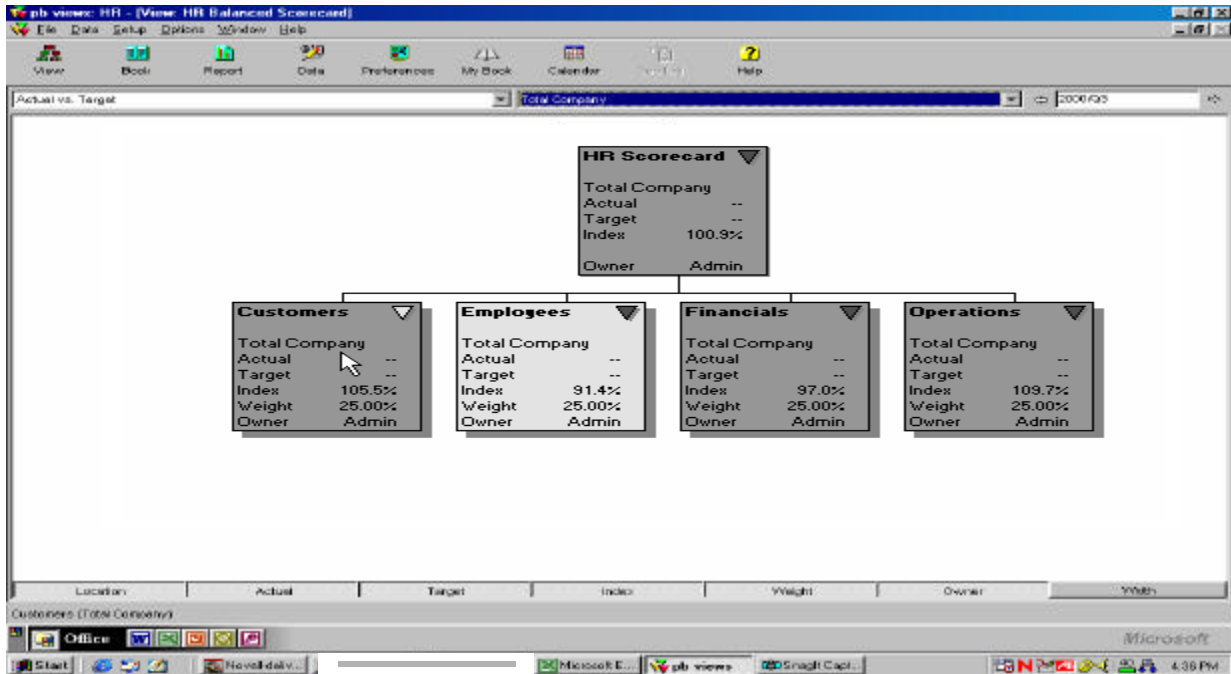 pb views: HR - [View: HR Balanced Scorecard]
File Data Setup Options Window Help
View Book Report Data Preferences My Book Calendar Help
Actual vs. Target Total Company 2000/Q3
HR Scorecard
Total Company
Actual --
Target --
Index 100.9%
Owner Admin
Customers
Total Company
Actual --
Target --
Index 105.5%
Weight 25.00%
Owner Admin
Employees
Total Company
Actual --
Target --
Index 91.4%
Weight 25.00%
Owner Admin
Financials
Total Company
Actual --
Target --
Index 97.0%
Weight 25.00%
Owner Admin
Operations
Total Company
Actual --
Target --
Index 109.7%
Weight 25.00%
Owner Admin
Location Actual Target Index Weight Owner Width
Customers (Total Company)
Office Microsoft
Start Novell-deliv... Microsoft E... pb views SnagIt Capt... 4:36 PM